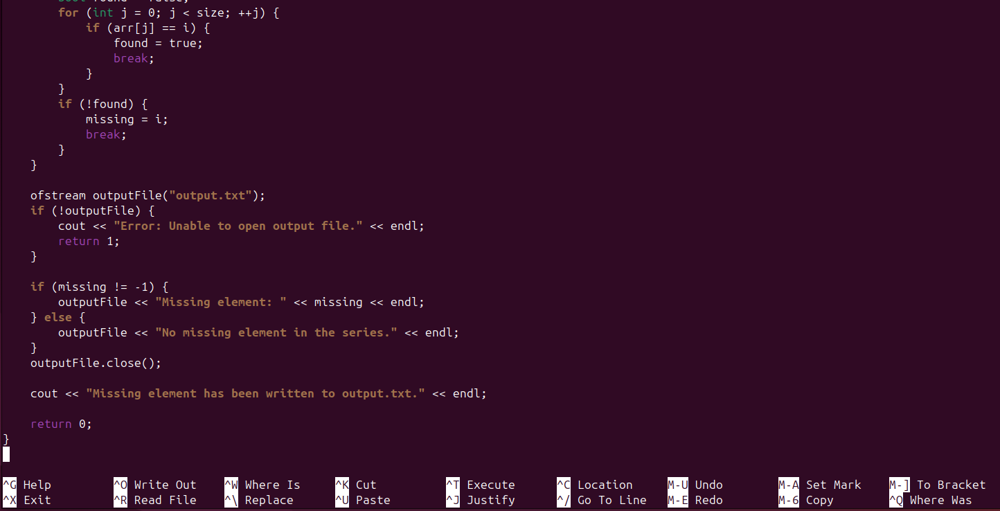 bool found = false;
        for (int j = 0; j < size; ++j) {
            if (arr[j] == i) {
                found = true;
                break;
            }
        }
        if (!found) {
            missing = i;
            break;
        }
    }

    ofstream outputFile("output.txt");
    if (!outputFile) {
        cout << "Error: Unable to open output file." << endl;
        return 1;
    }

    if (missing != -1) {
        outputFile << "Missing element: " << missing << endl;
    } else {
        outputFile << "No missing element in the series." << endl;
    }
    outputFile.close();

    cout << "Missing element has been written to output.txt." << endl;

    return 0;
}

^G Help ^O Write Out ^W Where Is ^K Cut ^T Execute ^C Location M-U Undo M-A Set Mark M-] To Bracket
^X Exit ^R Read File ^\ Replace ^U Paste ^J Justify ^/ Go To Line M-E Redo M-6 Copy ^Q Where Was